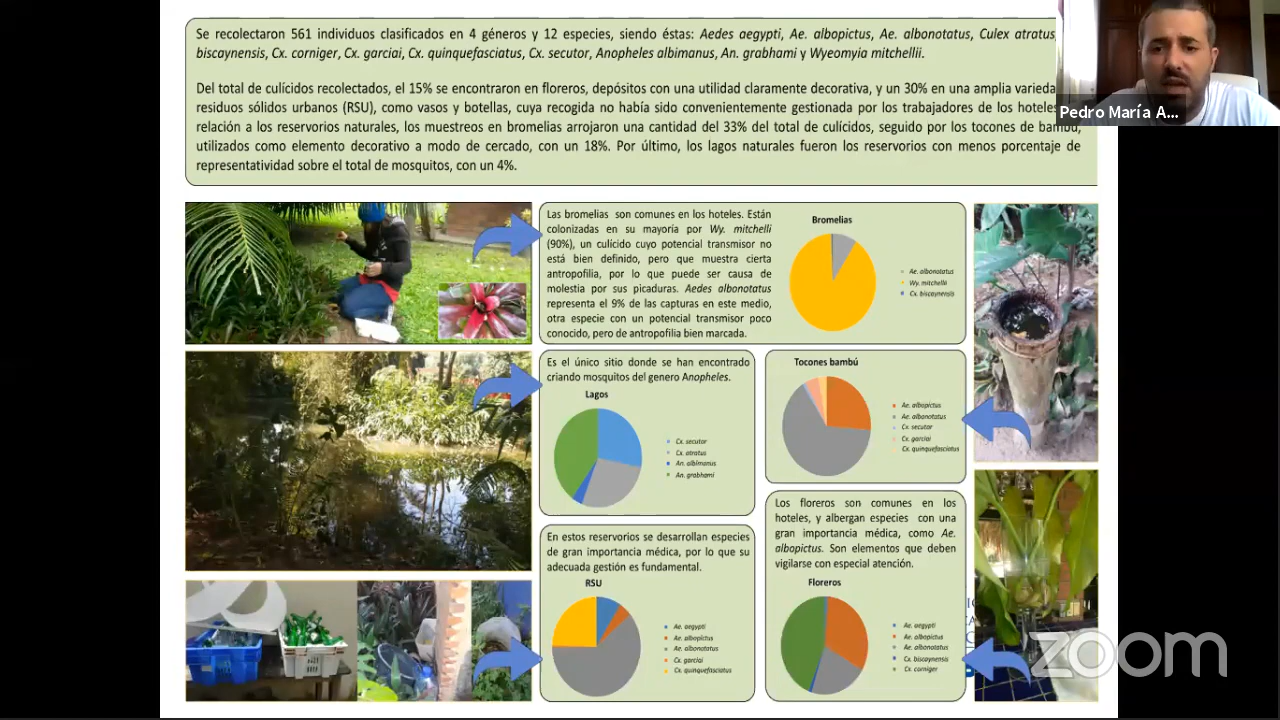 Se recolectaron 561 individuos clasificados en 4 géneros y 12 especies, siendo éstas: Aedes aegypti, Ae. albopictus, Ae. albonotatus, Culex atratus,
biscaynensis, Cx. corniger, Cx. garciai, Cx. quinquefasciatus, Cx. secutor, Anopheles albimanus, An. grabhami y Wyeomyia mitchellii.
Del total de culícidos recolectados, el 15% se encontraron en floreros, depósitos con una utilidad claramente decorativa, y un 30% en una amplia varieda
residuos sólidos urbanos (RSU), como vasos y botellas, cuya recogida no había sido convenientemente gestionada por los trabajadores de los hoteles
relación a los reservorios naturales, los muestreos en bromelias arrojaron una cantidad del 33% del total de culícidos, seguido por los tocones de bambú,
utilizados como elemento decorativo a modo de cercado, con un 18%. Por último, los lagos naturales fueron los reservorios con menos porcentaje de
representatividad sobre el total de mosquitos, con un 4%.
Pedro María A...
Las bromelias son comunes en los hoteles. Están
colonizadas en su mayoría por Wy. mitchelli
(90%), un culícido cuyo potencial transmisor no
está bien definido, pero que muestra cierta
antropofilia, por lo que puede ser causa de
molestia por sus picaduras. Aedes albonotatus
representa el 9% de las capturas en este medio,
otra especie con un potencial transmisor poco
conocido, pero de antropofilia bien marcada.
Bromelias
Ae. albonotatus
Wy. mitchelli
Cx. biscaynensis
Es el único sitio donde se han encontrado
criando mosquitos del genero Anopheles.
Lagos
Cx. secutor
Cx. atratus
An. albimanus
An. grabhami
Tocones bambú
Ae. albopictus
Ae. albonotatus
Cx. secutor
Cx. garciai
Cx. quinquefasciatus
En estos reservorios se desarrollan especies
de gran importancia médica, por lo que su
adecuada gestión es fundamental.
RSU
Ae. aegypti
Ae. albopictus
Ae. albonotatus
Cx. garciai
Cx. quinquefasciatus
Los floreros son comunes en los
hoteles, y albergan especies con una
gran importancia médica, como Ae.
albopictus. Son elementos que deben
vigilarse con especial atención.
Floreros
Ae. aegypti
Ae. albopictus
Ae. albonotatus
Cx. biscaynensis
Cx. corniger
zoom